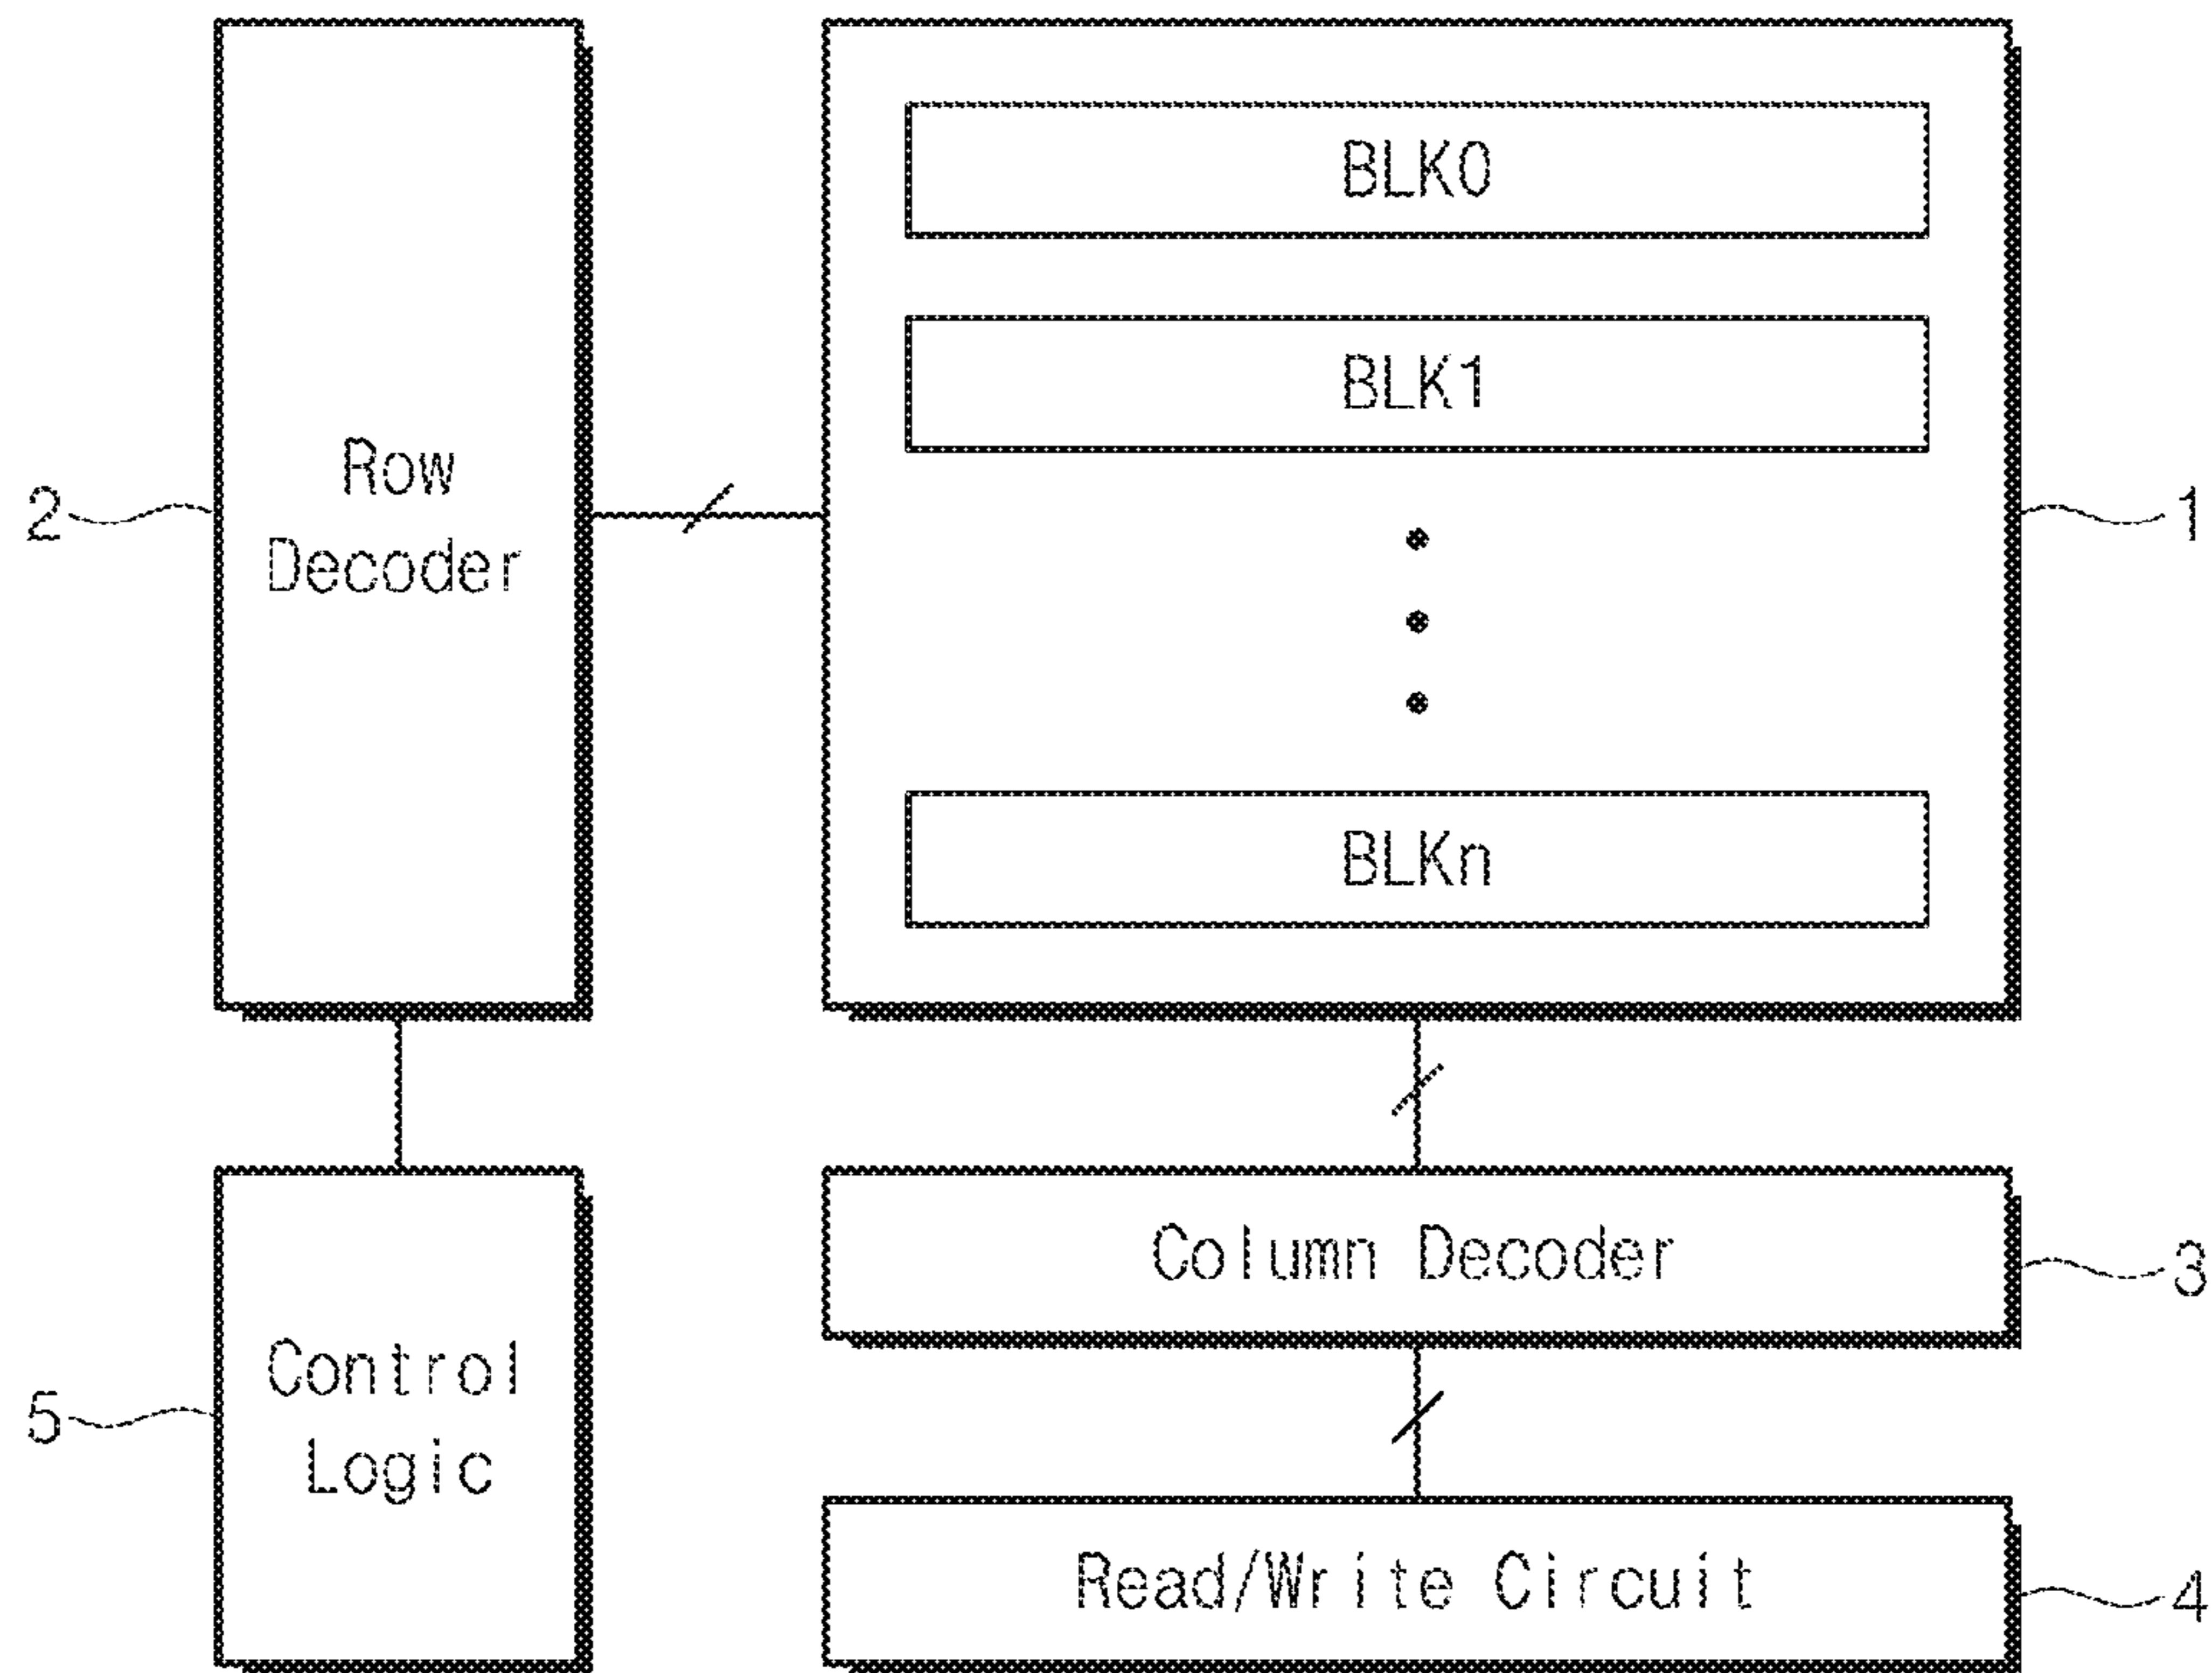 BLK0
BLK1
Row
Decoder
2
1
BLKn
Column Decoder
3
Control
Logic
5
Read/Write Circuit
4